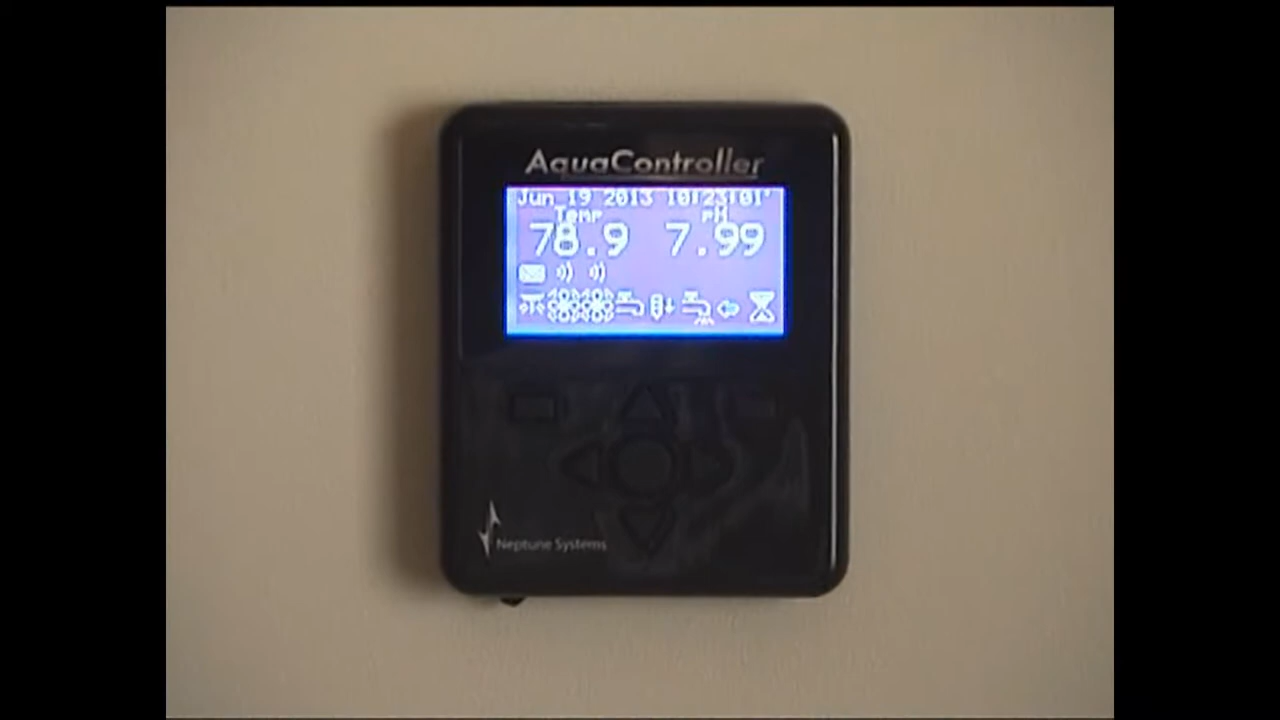 AquaController
Jun 19 2013 10:23:01
Temp pH
78.9 7.99
Neptune Systems